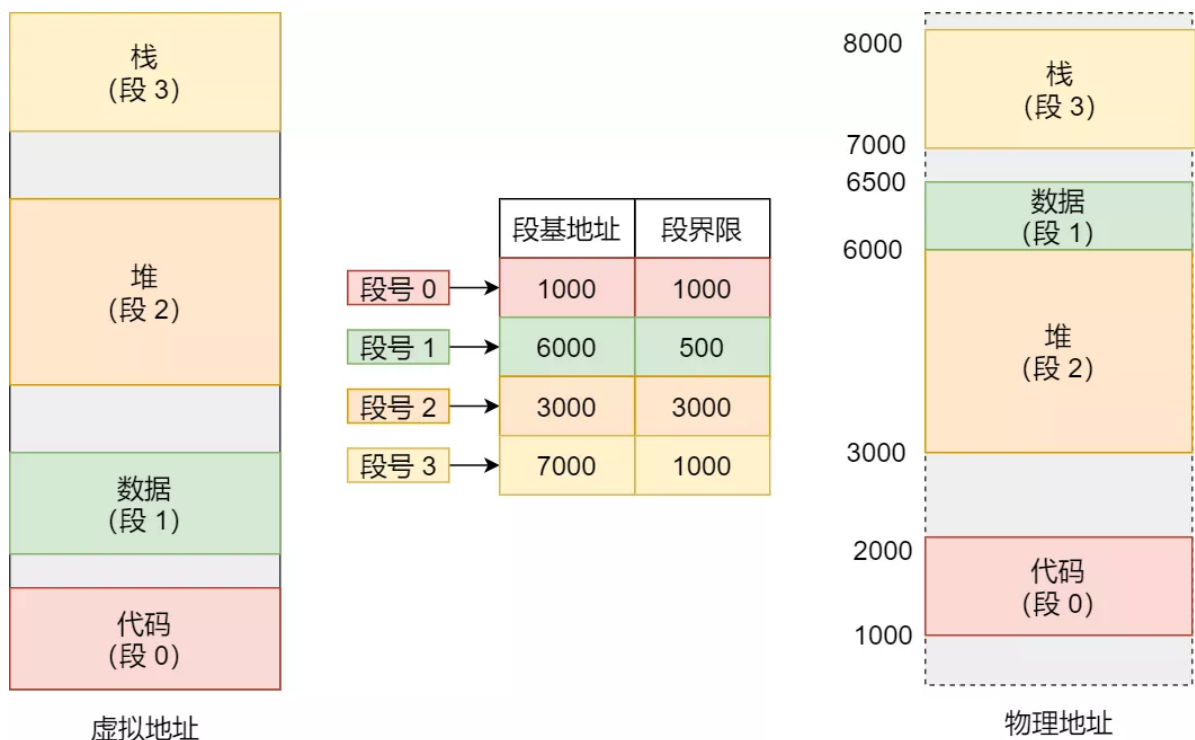 栈
(段 3)
堆
(段 2)
数据
(段 1)
代码
(段 0)
虚拟地址
段基地址 段界限
段号 0 1000 1000
段号 1 6000 500
段号 2 3000 3000
段号 3 7000 1000
8000
栈
(段 3)
7000
6500
数据
(段 1)
6000
堆
(段 2)
3000
2000
代码
(段 0)
1000
物理地址